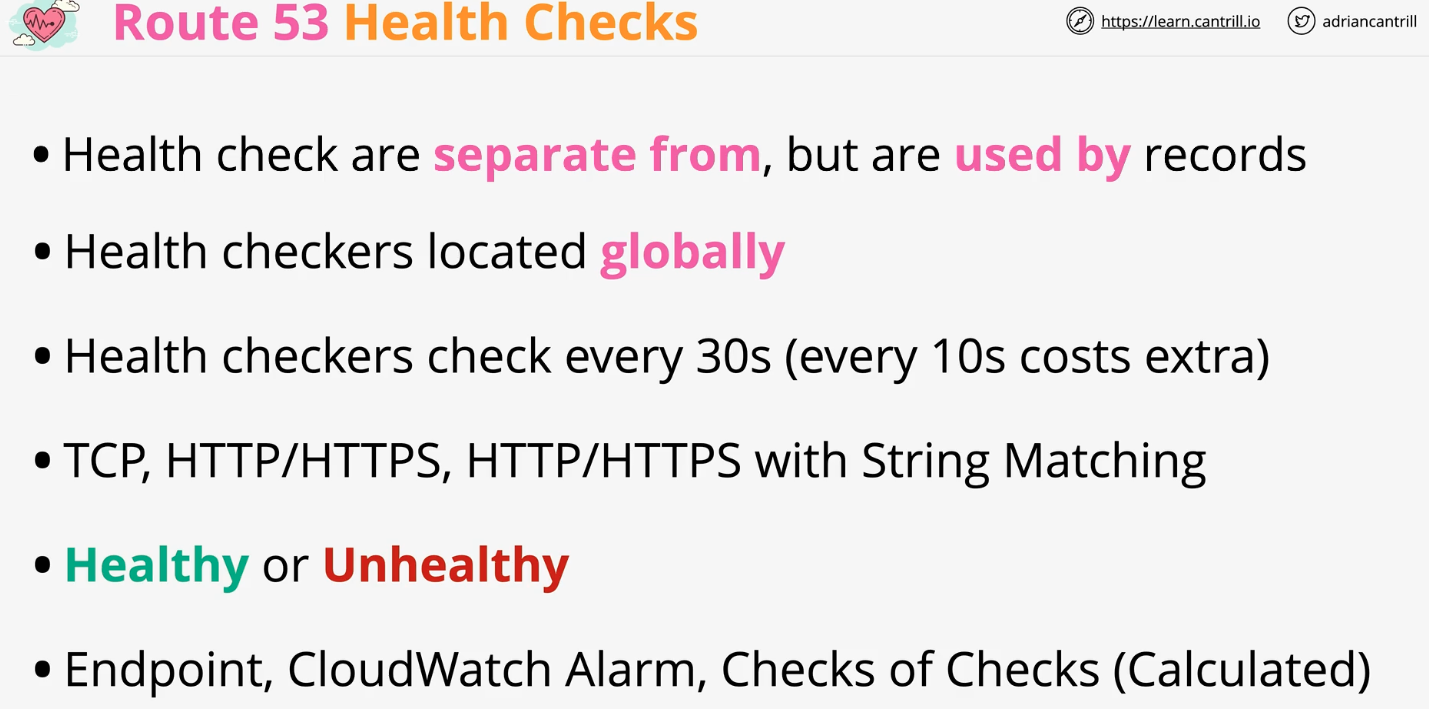 Route 53 Health Checks
https://learn.cantrill.io
adriancantrill
• Health check are separate from, but are used by records
• Health checkers located globally
• Health checkers check every 30s (every 10s costs extra)
• TCP, HTTP/HTTPS, HTTP/HTTPS with String Matching
• Healthy or Unhealthy
• Endpoint, CloudWatch Alarm, Checks of Checks (Calculated)